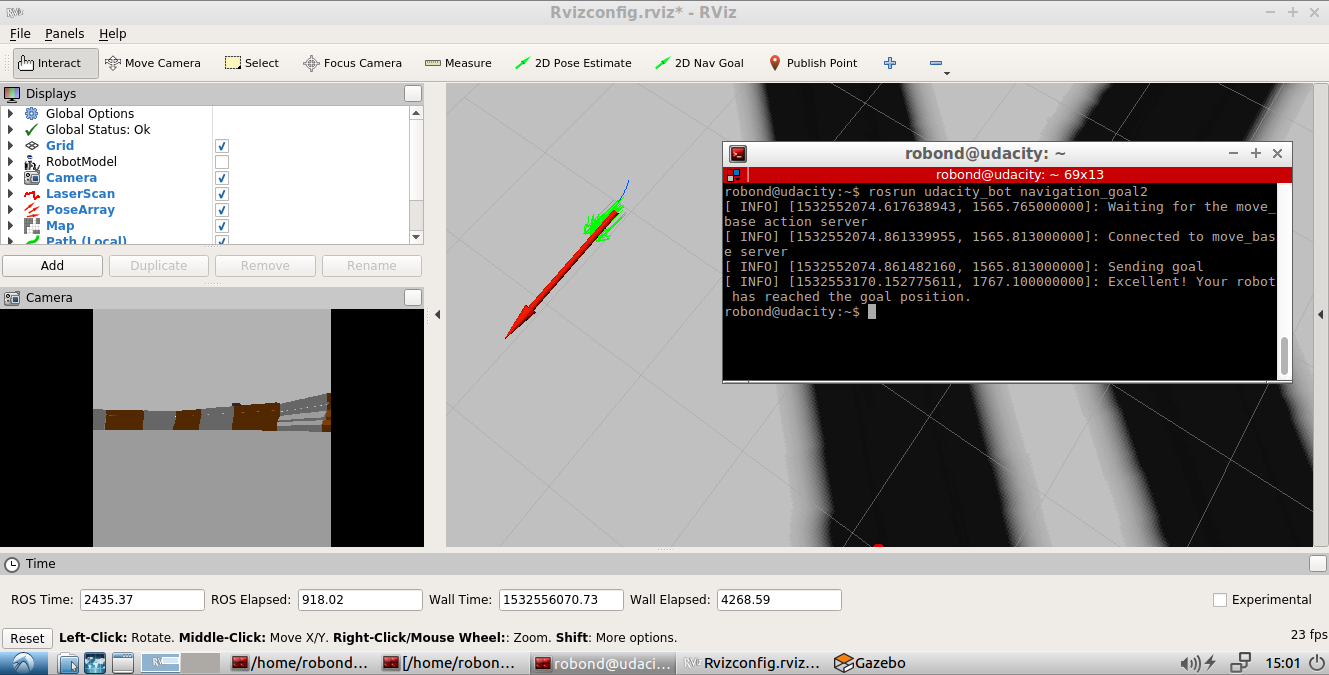 RViz
Rvizconfig.rviz* - RViz
File Panels Help
Interact Move Camera Select Focus Camera Measure 2D Pose Estimate 2D Nav Goal Publish Point
Displays
Global Options
Global Status: Ok
Grid
RobotModel
Camera
LaserScan
PoseArray
Map
Path (Local)
Add Duplicate Remove Rename
Camera
robond@udacity: ~
robond@udacity: ~ 69x13
robond@udacity:~$ rosrun udacity_bot navigation_goal2
[ INFO] [1532552074.617638943, 1565.765000000]: Waiting for the move_
base action server
[ INFO] [1532552074.861339955, 1565.813000000]: Connected to move_bas
e server
[ INFO] [1532552074.861482160, 1565.813000000]: Sending goal
[ INFO] [1532553170.152775611, 1767.100000000]: Excellent! Your robot
has reached the goal position.
robond@udacity:~$
Time
ROS Time: 2435.37 ROS Elapsed: 918.02 Wall Time: 1532556070.73 Wall Elapsed: 4268.59 Experimental
Reset Left-Click: Rotate. Middle-Click: Move X/Y. Right-Click/Mouse Wheel:: Zoom. Shift: More options. 23 fps
RViz /home/robond... [/home/robon... robond@udaci... RViz Rvizconfig.rviz... Gazebo 15:01